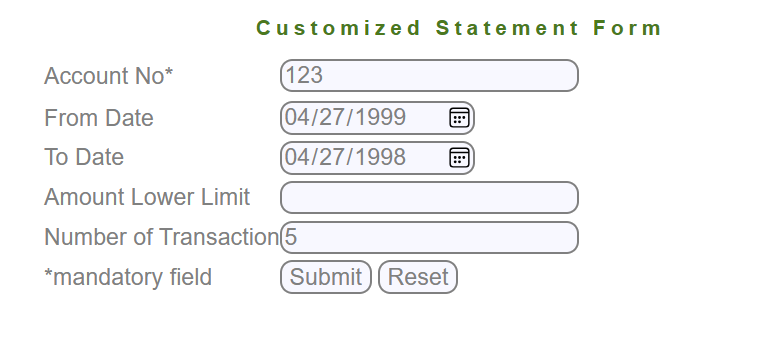 Customized Statement Form
Account No* 123
From Date 04/27/1999
To Date 04/27/1998
Amount Lower Limit
Number of Transaction 5
*mandatory field Submit Reset